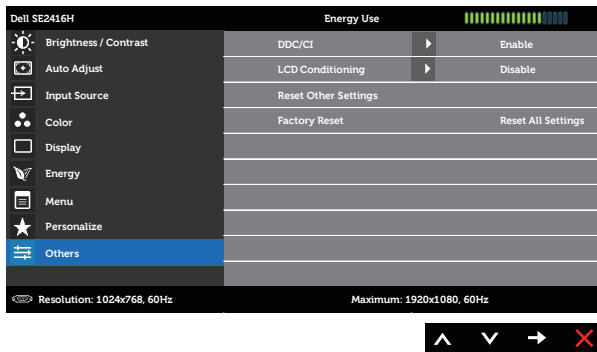 Dell SE2416H Energy Use
Brightness / Contrast DDC/CI Enable
Auto Adjust LCD Conditioning Disable
Input Source Reset Other Settings
Color Factory Reset Reset All Settings
Display
Energy
Menu
Personalize
Others
Resolution: 1024x768, 60Hz Maximum: 1920x1080, 60Hz